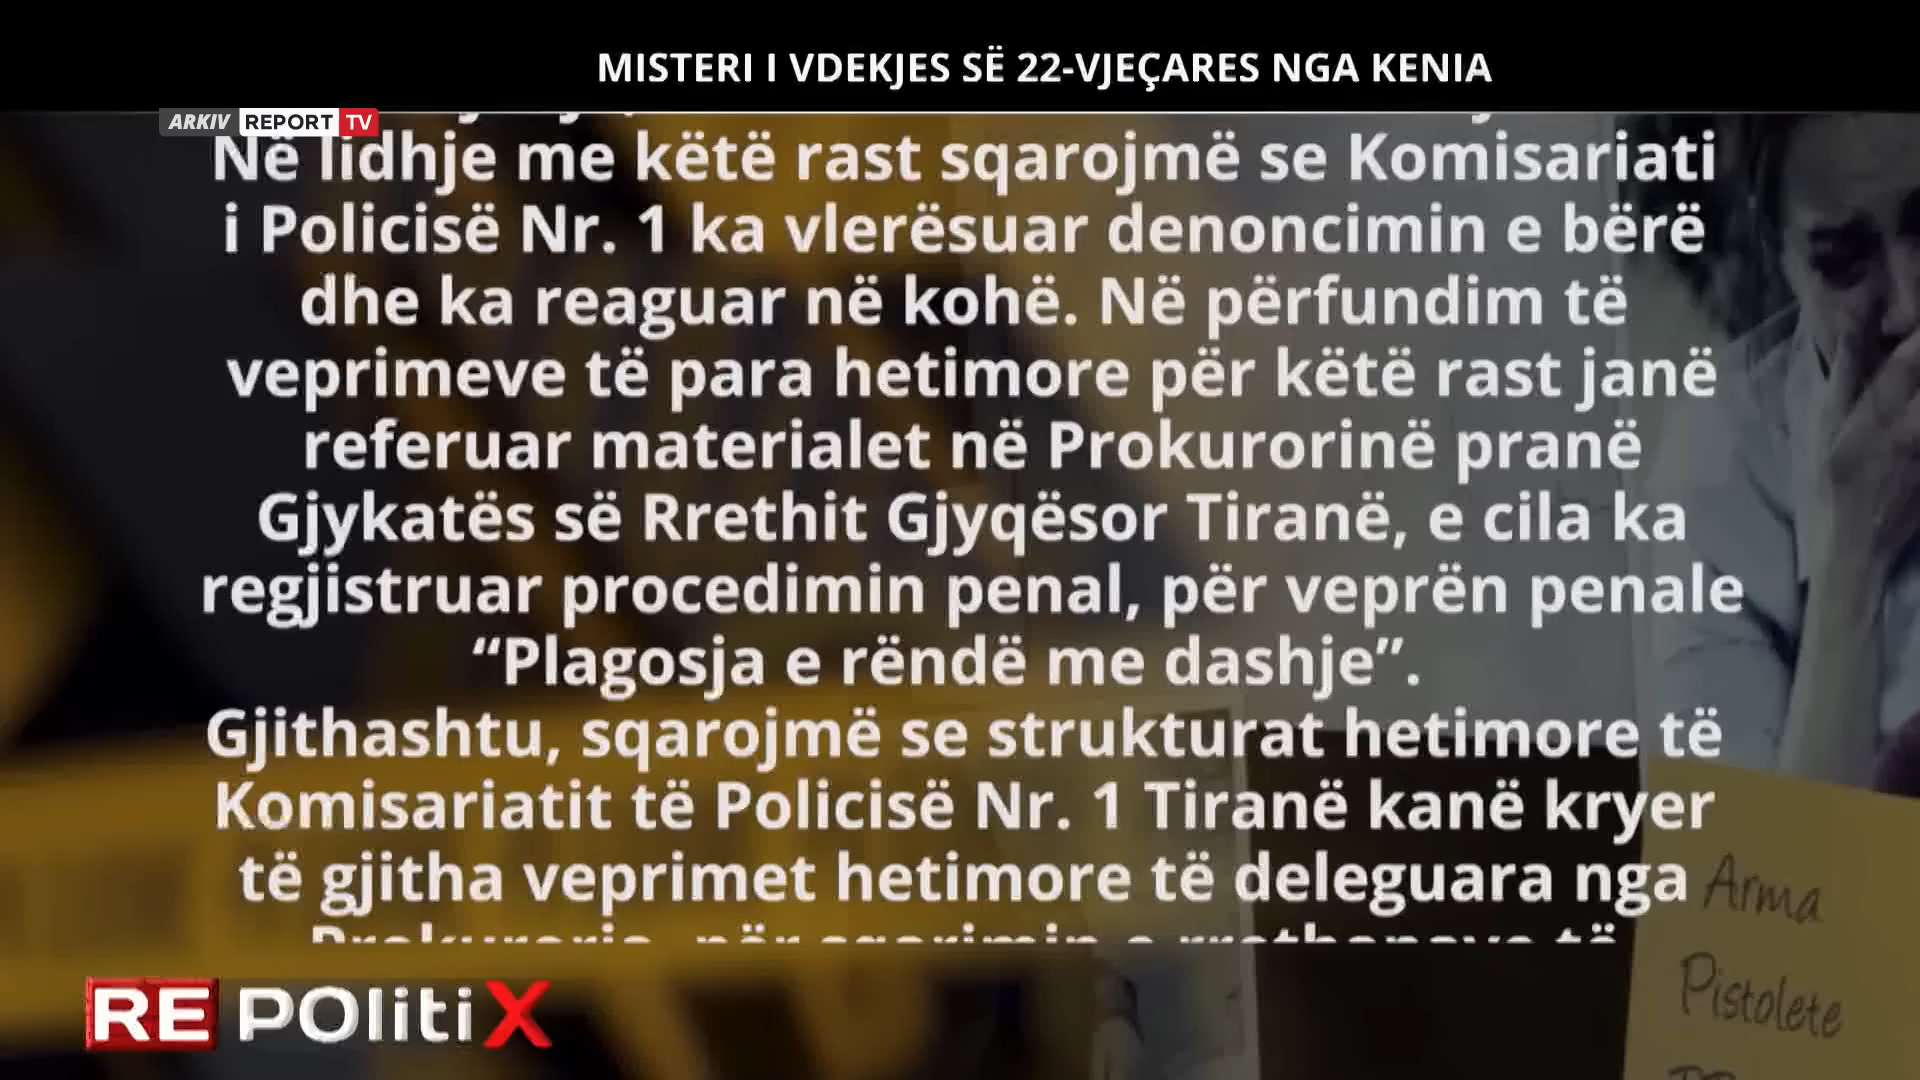 MISTERI I VDEKJES SË 22-VJEÇARES NGA KENIA
ARKIV REPORT TV
Në lidhje me këtë rast sqarojmë se Komisariati
i Policisë Nr. 1 ka vlerësuar denoncimin e bërë
dhe ka reaguar në kohë. Në përfundim të
veprimeve të para hetimore për këtë rast janë
referuar materialet në Prokurorinë pranë
Gjykatës së Rrethit Gjyqësor Tiranë, e cila ka
regjistruar procedimin penal, për veprën penale
“Plagosja e rëndë me dashje”.
Gjithashtu, sqarojmë se strukturat hetimore të
Komisariatit të Policisë Nr. 1 Tiranë kanë kryer
të gjitha veprimet hetimore të deleguara nga
Arma
Pistolete
RE POlitiX